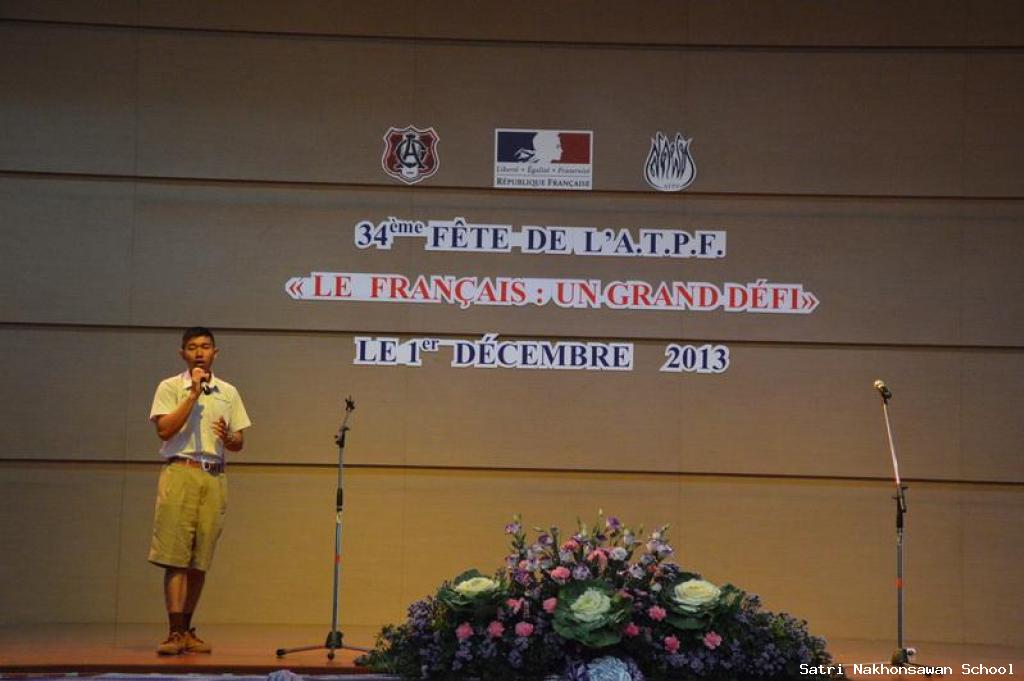 Liberté • Égalité • Fraternité
RÉPUBLIQUE FRANÇAISE
34ème FÊTE DE L'A.T.P.F.
« LE FRANÇAIS : UN GRAND DÉFI»
LE 1er DÉCEMBRE 2013
Satri Nakhonsawan School